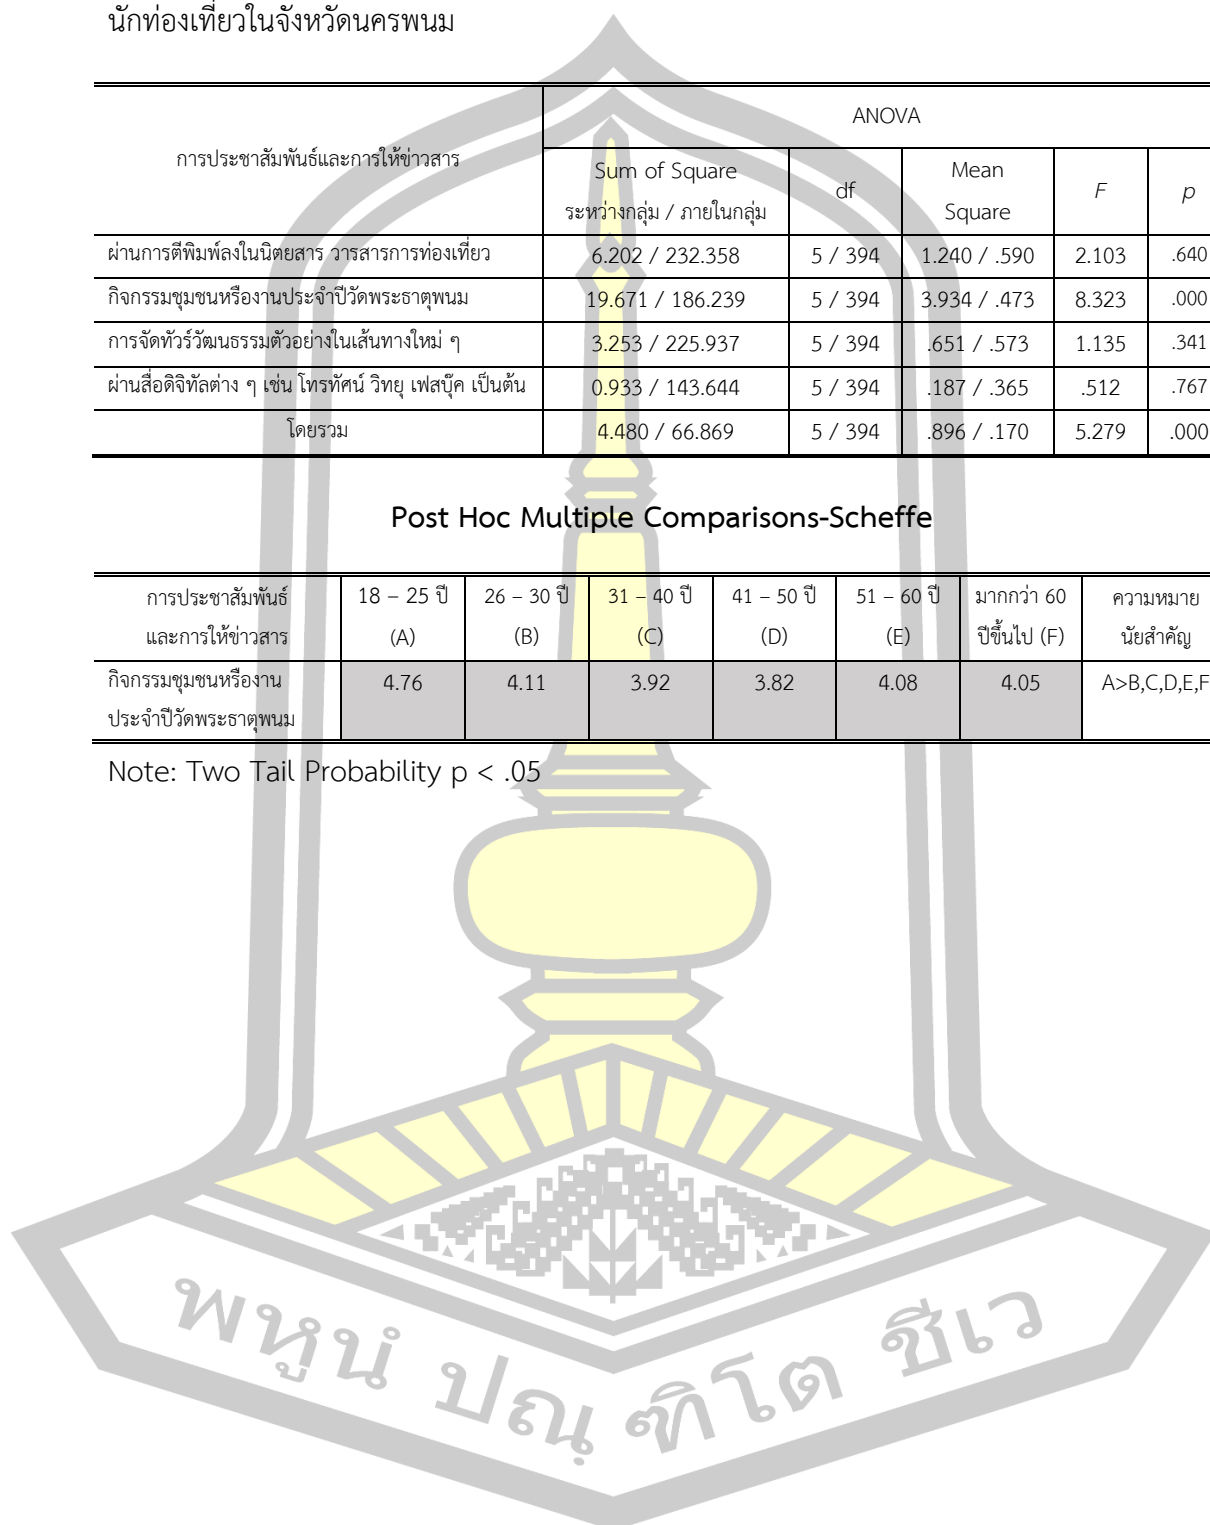 นักท่องเที่ยวในจังหวัดนครพนม
การประชาสัมพันธ์และการให้ข่าวสาร
ANOVA
Sum of Square
ระหว่างกลุ่ม / ภายในกลุ่ม
df
Mean
Square
F
p
ผ่านการตีพิมพ์ลงในนิตยสาร วารสารการท่องเที่ยว 6.202 / 232.358 5 / 394 1.240 / .590 2.103 .640
กิจกรรมชุมชนหรืองานประจำปีวัดพระธาตุพนม 19.671 / 186.239 5 / 394 3.934 / .473 8.323 .000
การจัดทัวร์วัฒนธรรมตัวอย่างในเส้นทางใหม่ ๆ 3.253 / 225.937 5 / 394 .651 / .573 1.135 .341
ผ่านสื่อดิจิทัลต่าง ๆ เช่น โทรทัศน์ วิทยุ เฟสบุ๊ค เป็นต้น 0.933 / 143.644 5 / 394 .187 / .365 .512 .767
โดยรวม 4.480 / 66.869 5 / 394 .896 / .170 5.279 .000
Post Hoc Multiple Comparisons-Scheffe
การประชาสัมพันธ์ 18 – 25 ปี 26 – 30 ปี 31 – 40 ปี 41 – 50 ปี 51 – 60 ปี มากกว่า 60 ความหมาย
และการให้ข่าวสาร (A) (B) (C) (D) (E) ปีขึ้นไป (F) นัยสำคัญ
กิจกรรมชุมชนหรืองาน 4.76 4.11 3.92 3.82 4.08 4.05 A>B,C,D,E,F
ประจำปีวัดพระธาตุพนม
Note: Two Tail Probability p < .05
พหูนํ ปณฺฑิโต ชีเว